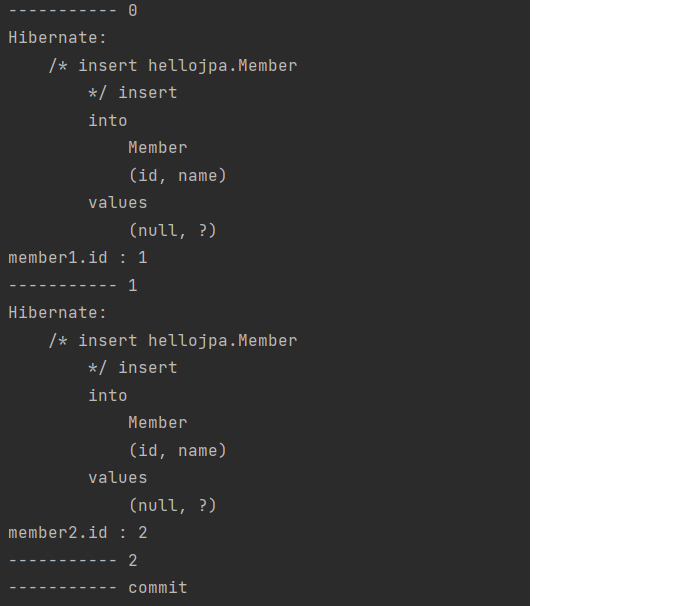 ----------- 0
Hibernate:
    /* insert hellojpa.Member
        */ insert
        into
            Member
            (id, name)
        values
            (null, ?)
member1.id : 1
----------- 1
Hibernate:
    /* insert hellojpa.Member
        */ insert
        into
            Member
            (id, name)
        values
            (null, ?)
member2.id : 2
----------- 2
----------- commit